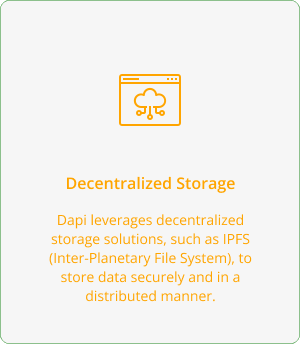 Decentralized Storage
Dapi leverages decentralized
storage solutions, such as IPFS
(Inter-Planetary File System), to
store data securely and in a
distributed manner.